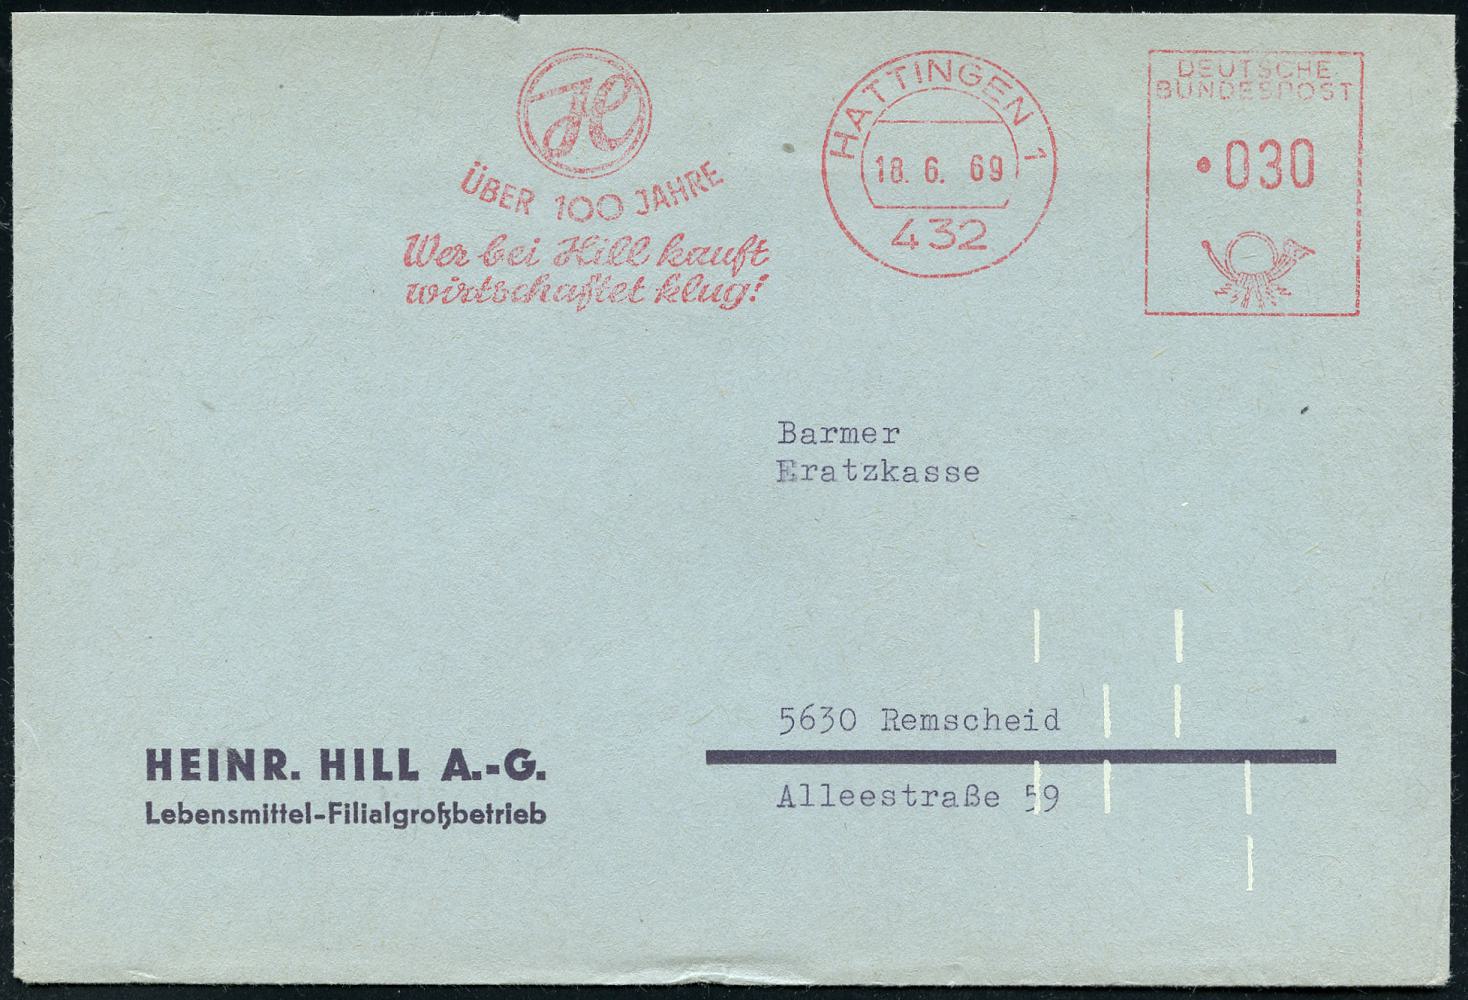 H
ÜBER 100 JAHRE
Wer bei Hill kauft
wirtschaftet klug!
HATTINGEN 1
18. 6. 69
432
DEUTSCHE
BUNDESPOST
030
Barmer
Eratzkasse
5630 Remscheid
Alleestraße 59
HEINR. HILL A.-G.
Lebensmittel-Filialgroßbetrieb